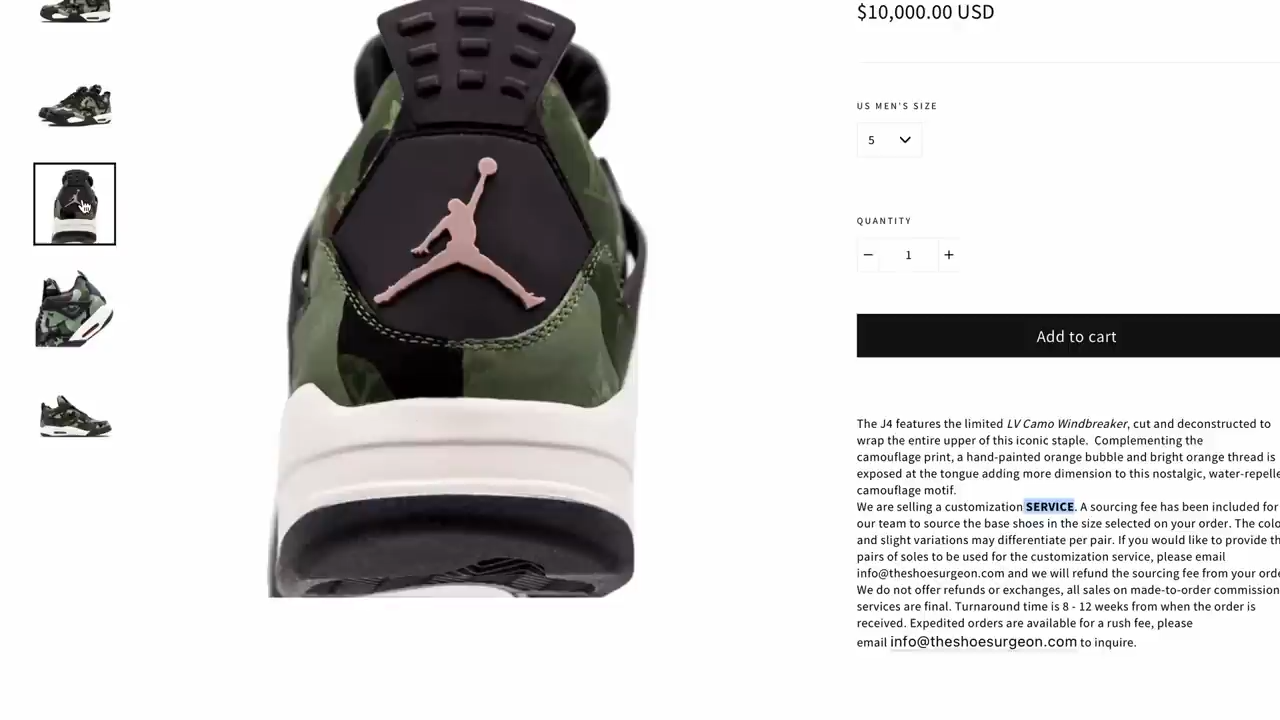 $10,000.00 USD
US MEN'S SIZE
5
QUANTITY
1
Add to cart
The J4 features the limited LV Camo Windbreaker, cut and deconstructed to
wrap the entire upper of this iconic staple. Complementing the
camouflage print, a hand-painted orange bubble and bright orange thread is
exposed at the tongue adding more dimension to this nostalgic, water-repelle
camouflage motif.
We are selling a customization SERVICE. A sourcing fee has been included for
our team to source the base shoes in the size selected on your order. The colo
and slight variations may differentiate per pair. If you would like to provide th
pairs of soles to be used for the customization service, please email
info@theshoesurgeon.com and we will refund the sourcing fee from your orde
We do not offer refunds or exchanges, all sales on made-to-order commission
services are final. Turnaround time is 8 - 12 weeks from when the order is
received. Expedited orders are available for a rush fee, please
email info@theshoesurgeon.com to inquire.